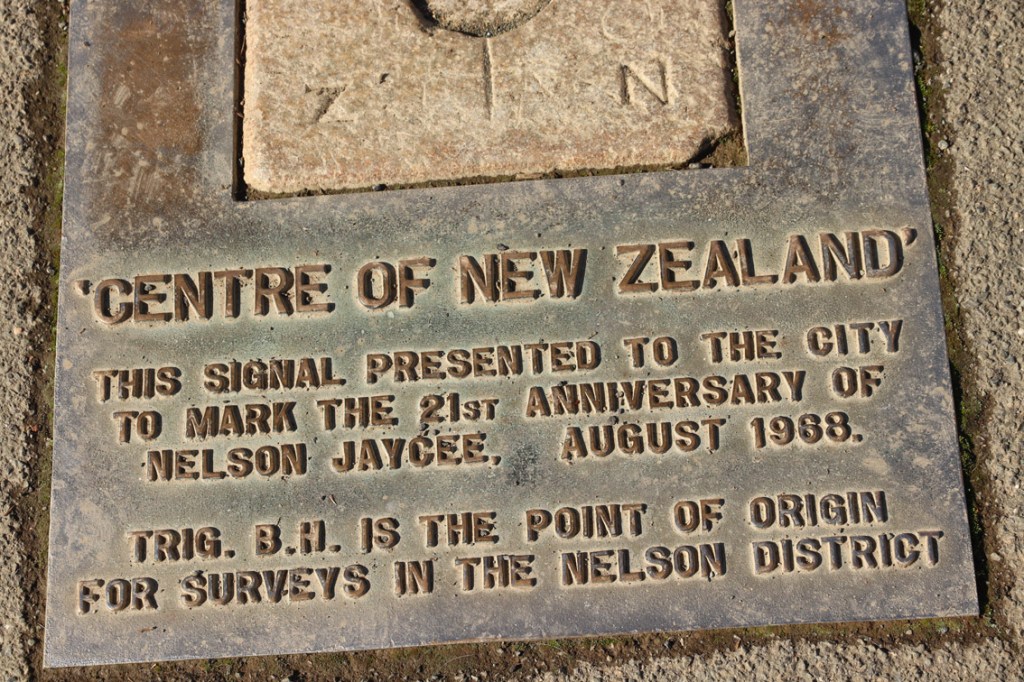 N
'CENTRE OF NEW ZEALAND'
THIS SIGNAL PRESENTED TO THE CITY
TO MARK THE 21ST ANNIVERSARY OF
NELSON JAYCEE, AUGUST 1968.
TRIG. B.H. IS THE POINT OF ORIGIN
FOR SURVEYS IN THE NELSON DISTRICT